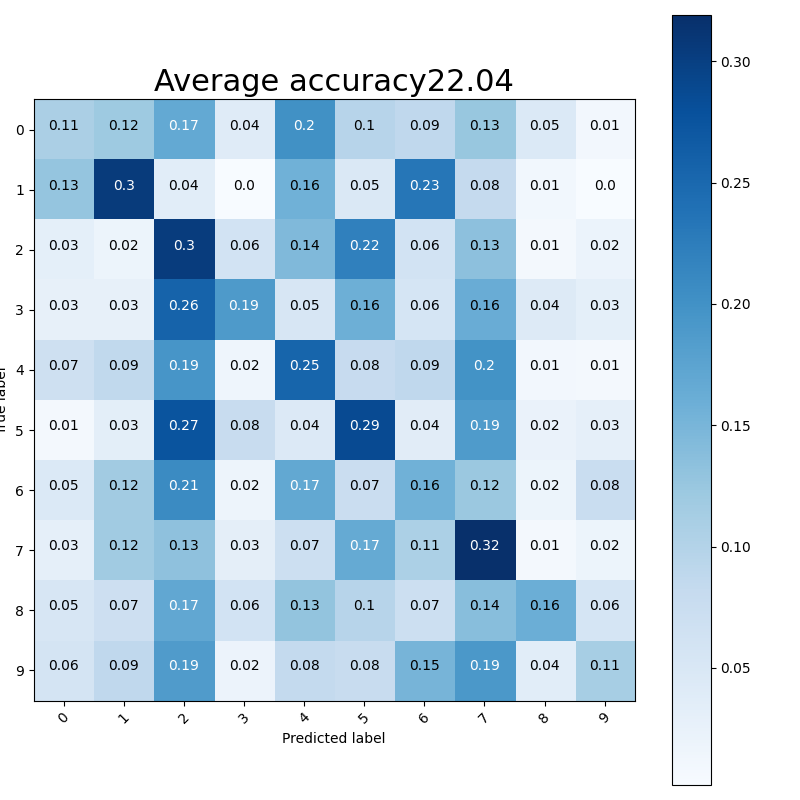 Average accuracy22.04
0 0.11 0.12 0.17 0.04 0.2 0.1 0.09 0.13 0.05 0.01
1 0.13 0.3 0.04 0.0 0.16 0.05 0.23 0.08 0.01 0.0
2 0.03 0.02 0.3 0.06 0.14 0.22 0.06 0.13 0.01 0.02
3 0.03 0.03 0.26 0.19 0.05 0.16 0.06 0.16 0.04 0.03
4 0.07 0.09 0.19 0.02 0.25 0.08 0.09 0.2 0.01 0.01
5 0.01 0.03 0.27 0.08 0.04 0.29 0.04 0.19 0.02 0.03
6 0.05 0.12 0.21 0.02 0.17 0.07 0.16 0.12 0.02 0.08
7 0.03 0.12 0.13 0.03 0.07 0.17 0.11 0.32 0.01 0.02
8 0.05 0.07 0.17 0.06 0.13 0.1 0.07 0.14 0.16 0.06
9 0.06 0.09 0.19 0.02 0.08 0.08 0.15 0.19 0.04 0.11
0 1 2 3 4 5 6 7 8 9
Predicted label
label
0.30
0.25
0.20
0.15
0.10
0.05